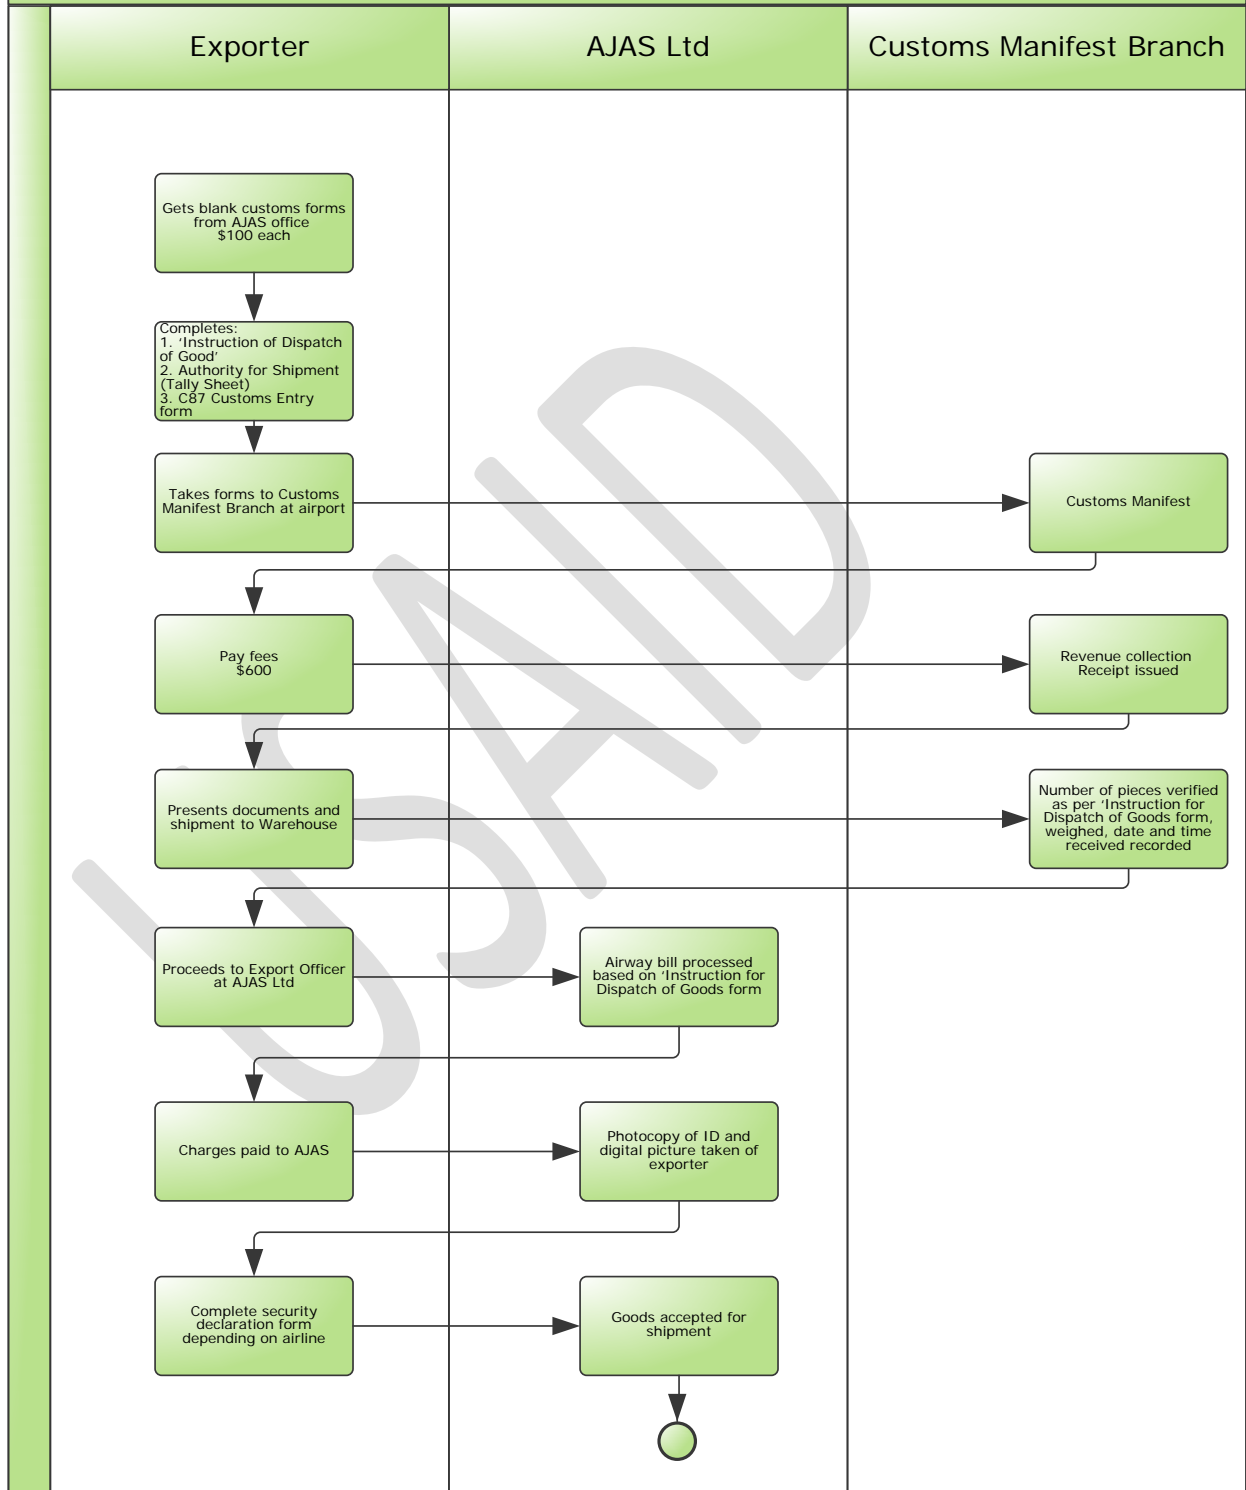 Exporter
AJAS Ltd
Customs Manifest Branch
Gets blank customs forms
from AJAS office
$100 each
Completes:
1. ‘Instruction of Dispatch
of Good’
2. Authority for Shipment
(Tally Sheet)
3. C87 Customs Entry
form
Takes forms to Customs
Manifest Branch at airport
Customs Manifest
Pay fees
$600
Revenue collection
Receipt issued
Presents documents and
shipment to Warehouse
Number of pieces verified
as per ‘Instruction for
Dispatch of Goods form,
weighed, date and time
received recorded
Proceeds to Export Officer
at AJAS Ltd
Airway bill processed
based on ‘Instruction for
Dispatch of Goods form
Charges paid to AJAS
Photocopy of ID and
digital picture taken of
exporter
Complete security
declaration form
depending on airline
Goods accepted for
shipment
USAID